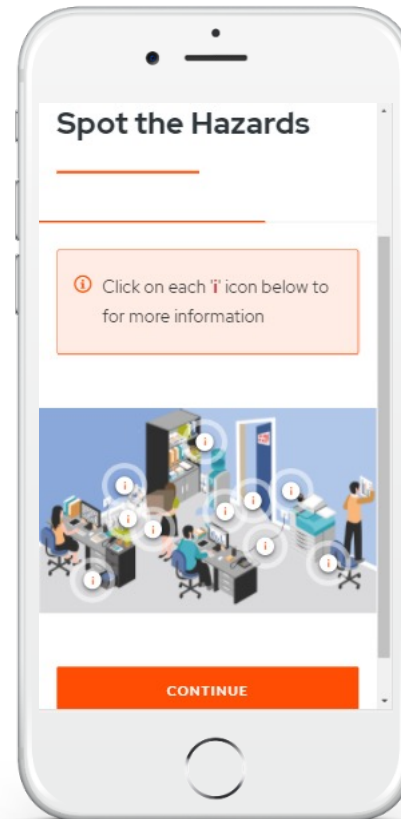 Spot the Hazards
Click on each 'i' icon below to
for more information
i
i
i
i
i
i
i
i
i
i
CONTINUE